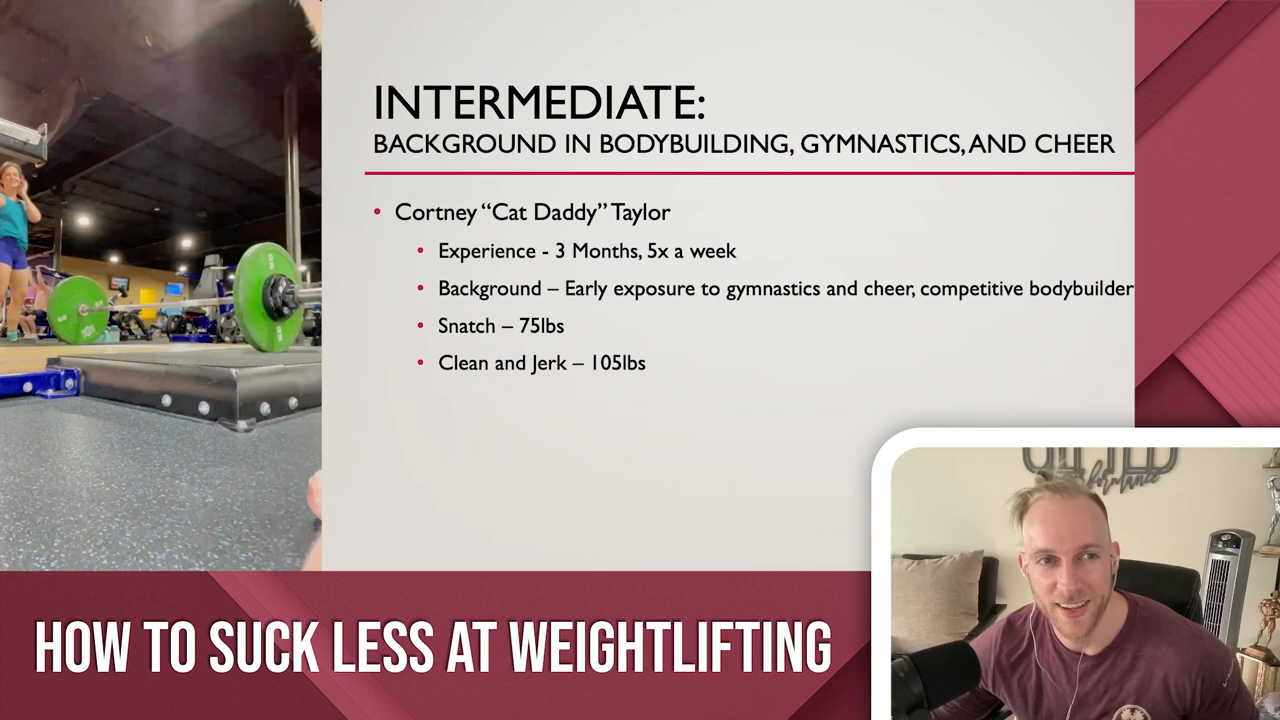 INTERMEDIATE:
BACKGROUND IN BODYBUILDING, GYMNASTICS, AND CHEER
• Cortney “Cat Daddy” Taylor
• Experience - 3 Months, 5x a week
• Background – Early exposure to gymnastics and cheer, competitive bodybuilder
• Snatch – 75lbs
• Clean and Jerk – 105lbs
HOW TO SUCK LESS AT WEIGHTLIFTING